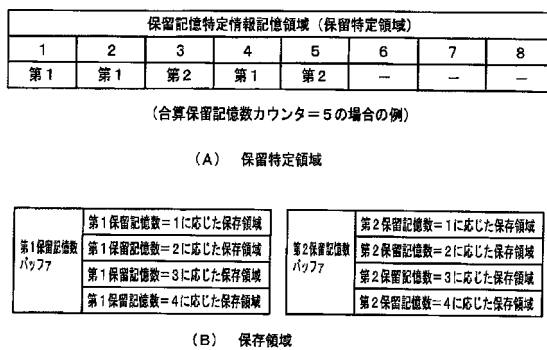 保留記憶特定情報記憶領域（保留特定領域）
1 2 3 4 5 6 7 8
第1 第1 第2 第1 第2 － － －
（合算保留記憶数カウンタ＝5の場合の例）
（A） 保留特定領域
第1保留記憶数バッファ
第1保留記憶数＝1に応じた保存領域
第1保留記憶数＝2に応じた保存領域
第1保留記憶数＝3に応じた保存領域
第1保留記憶数＝4に応じた保存領域
第2保留記憶数バッファ
第2保留記憶数＝1に応じた保存領域
第2保留記憶数＝2に応じた保存領域
第2保留記憶数＝3に応じた保存領域
第2保留記憶数＝4に応じた保存領域
（B） 保存領域